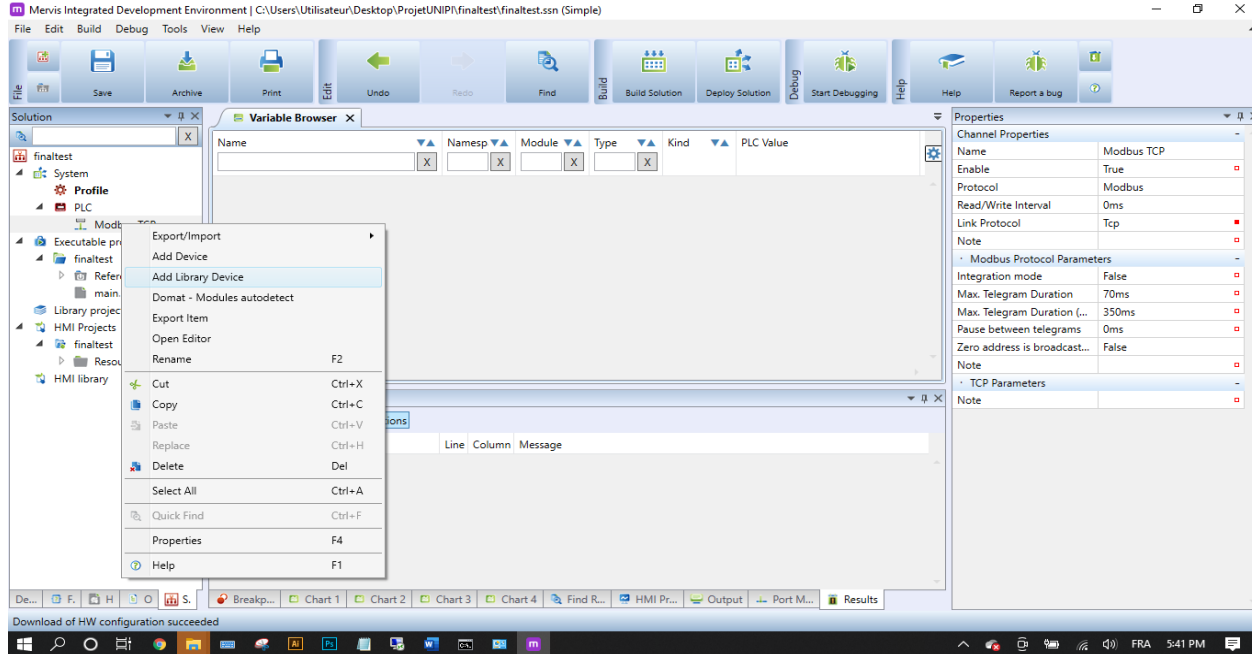 m Mervis Integrated Development Environment | C:\Users\Utilisateur\Desktop\ProjetUNIPI\finaltest\finaltest.ssn (Simple)
File Edit Build Debug Tools View Help
File Save Archive Print Edit Undo Redo Find Build Build Solution Deploy Solution Debug Start Debugging Help Help Report a bug
Solution
X
finaltest
System
Profile
PLC
Modb TCP
Executable pr
finaltest
Refer
main.
Library projec
HMI Projects
finaltest
Resou
HMI library
Export/Import
Add Device
Add Library Device
Domat - Modules autodetect
Export Item
Open Editor
Rename F2
Cut Ctrl+X
Copy Ctrl+C
Paste Ctrl+V
Replace Ctrl+H
Delete Del
Select All Ctrl+A
Quick Find Ctrl+F
Properties F4
Help F1
Variable Browser X
Name Namesp Module Type Kind PLC Value
X X X X
ions
Line Column Message
Properties
Channel Properties
Name Modbus TCP
Enable True
Protocol Modbus
Read/Write Interval 0ms
Link Protocol Tcp
Note
Modbus Protocol Parameters
Integration mode False
Max. Telegram Duration 70ms
Max. Telegram Duration (... 350ms
Pause between telegrams 0ms
Zero address is broadcast... False
Note
TCP Parameters
Note
De... F. H O S.
Breakp... Chart 1 Chart 2 Chart 3 Chart 4 Find R... HMI Pr... Output Port M... Results
Download of HW configuration succeeded
Ai Ps W m FRA 5:41 PM